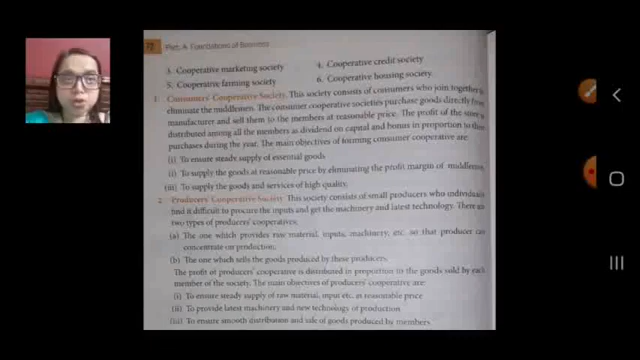 72 Part A Foundations of Business
3. Cooperative marketing society 4. Cooperative credit society
5. Cooperative farming society 6. Cooperative housing society.
1. Consumers' Cooperative Society This society consists of consumers who join together to
eliminate the middlemen. The consumer cooperative societies purchase goods directly from
manufacturer and sell them to the members at reasonable price. The profit of the store is
distributed among all the members as dividend on capital and bonus in proportion to their
purchases during the year. The main objectives of forming consumer cooperative are:
(i) To ensure steady supply of essential goods
(ii) To supply the goods at reasonable price by eliminating the profit margin of middlemen
(iii) To supply the goods and services of high quality.
2. Producers' Cooperative Society This society consists of small producers who individually
find it difficult to procure the inputs and get the machinery and latest technology. There are
two types of producers' cooperatives:
(a) The one which provides raw material, inputs, machinery, etc. so that producer can
concentrate on production.
(b) The one which sells the goods produced by these producers.
The profit of producers' cooperative is distributed in proportion to the goods sold by each
member of the society. The main objectives of producers' cooperative are:
(i) To ensure steady supply of raw material, input etc. at reasonable price
(ii) To provide latest machinery and new technology of production
(iii) To ensure smooth distribution and sale of goods produced by members.